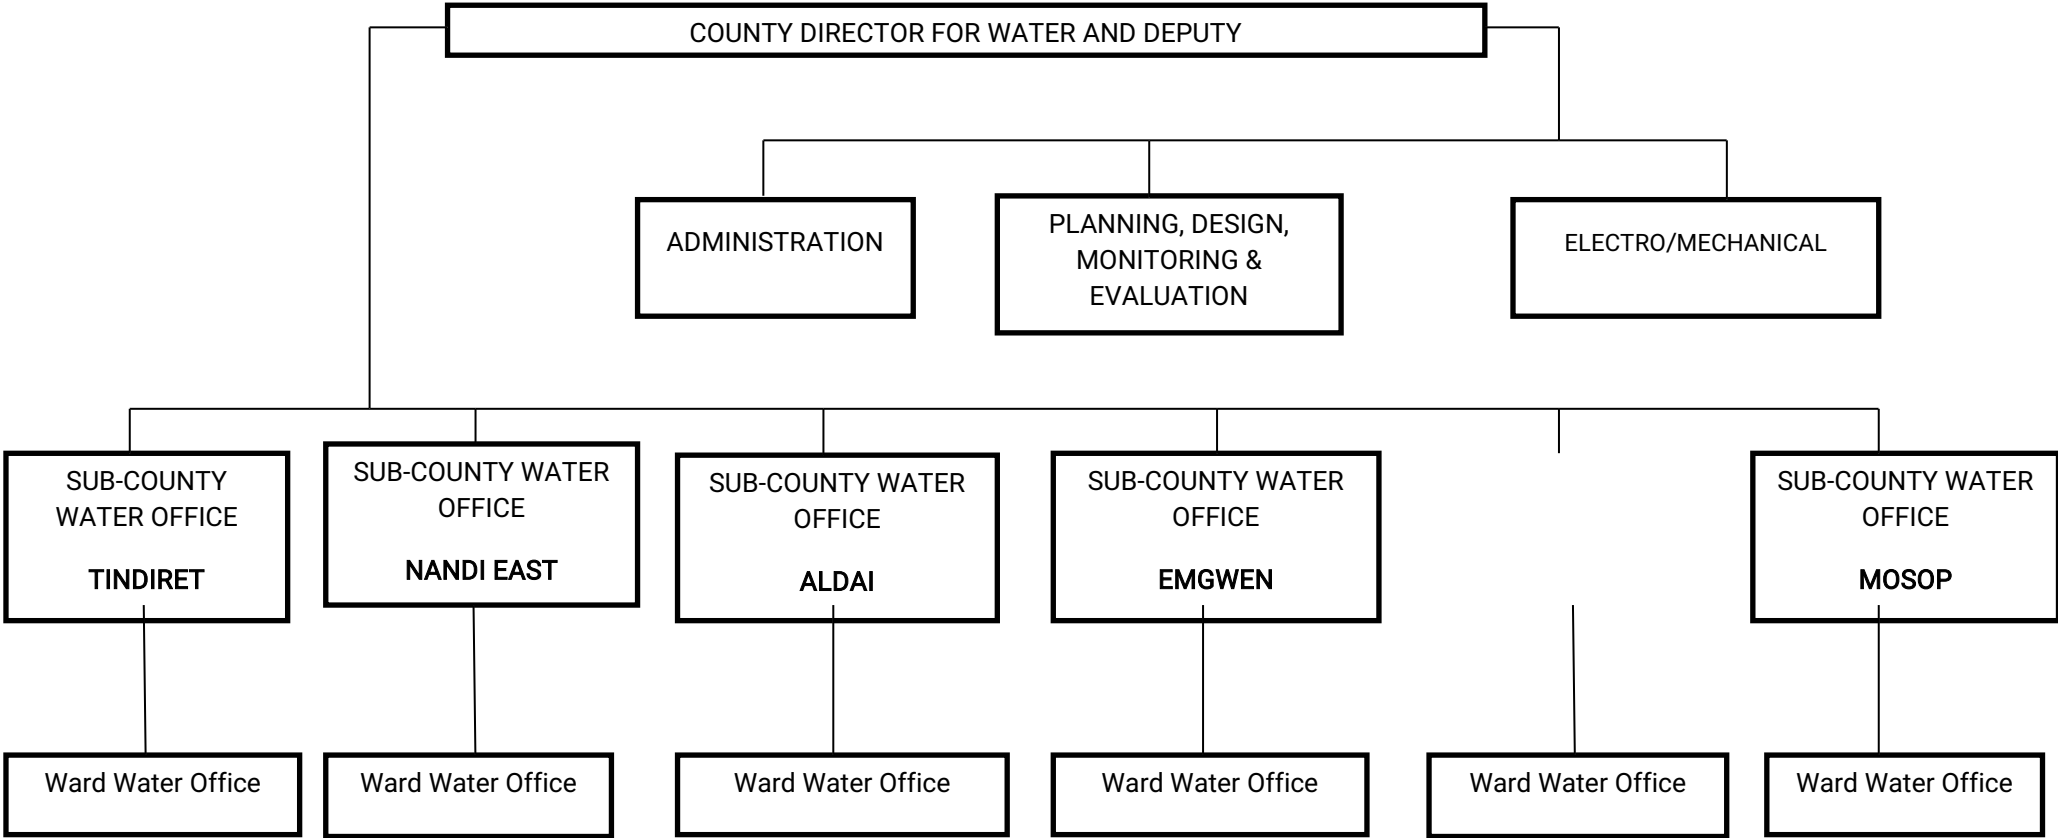 COUNTY DIRECTOR FOR WATER AND DEPUTY
ADMINISTRATION
PLANNING, DESIGN,
MONITORING &
EVALUATION
ELECTRO/MECHANICAL
SUB-COUNTY
WATER OFFICE
TINDIRET
SUB-COUNTY WATER
OFFICE
NANDI EAST
SUB-COUNTY WATER
OFFICE
ALDAI
SUB-COUNTY WATER
OFFICE
EMGWEN
SUB-COUNTY WATER
OFFICE
MOSOP
Ward Water Office
Ward Water Office
Ward Water Office
Ward Water Office
Ward Water Office
Ward Water Office